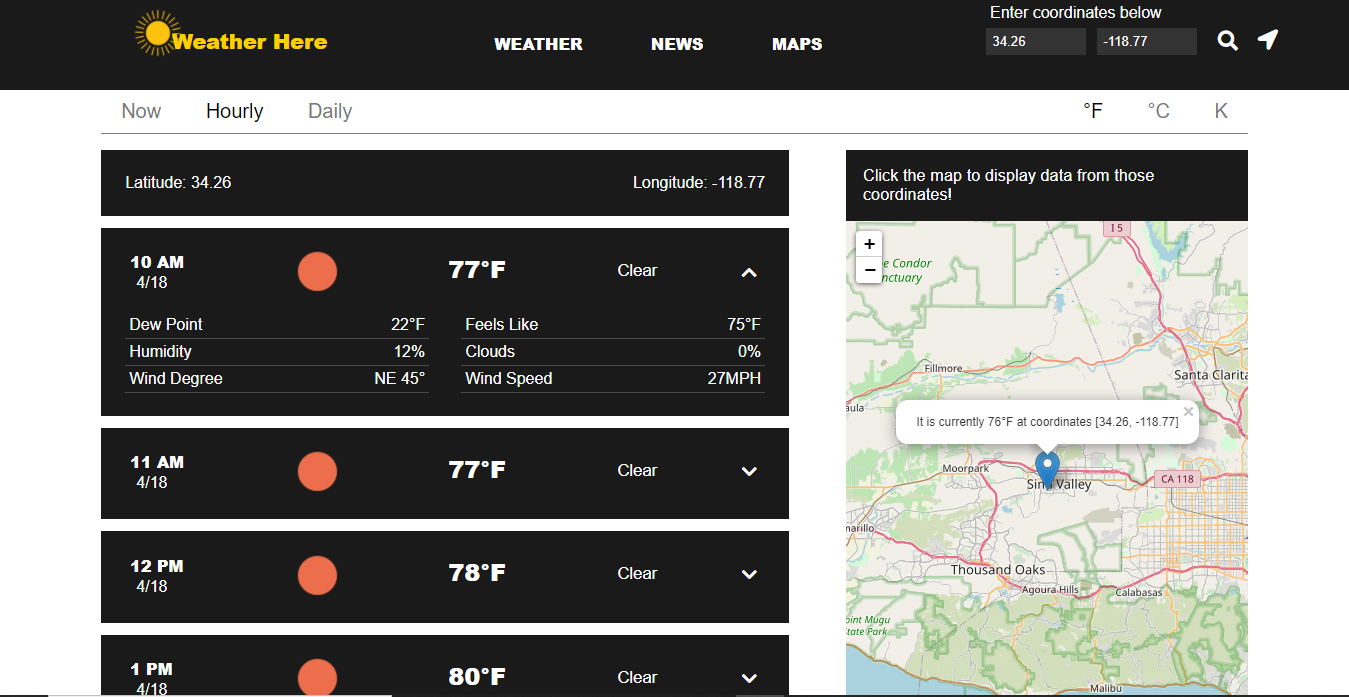 Weather Here
WEATHER
NEWS
MAPS
Enter coordinates below
34.26
-118.77
Now
Hourly
Daily
°F
°C
K
Latitude: 34.26
Longitude: -118.77
10 AM
4/18
77°F
Clear
Dew Point
22°F
Feels Like
75°F
Humidity
12%
Clouds
0%
Wind Degree
NE 45°
Wind Speed
27MPH
11 AM
4/18
77°F
Clear
12 PM
4/18
78°F
Clear
1 PM
4/18
80°F
Clear
Click the map to display data from those
coordinates!
+
−
I 5
e Condor
nctuary
Fillmore
Santa Clarita
aula
It is currently 76°F at coordinates [34.26, -118.77]
×
Moorpark
Simi Valley
CA 118
narillo
Thousand Oaks
Agoura Hills
Calabasas
oint Mugu
State Park
Malibu